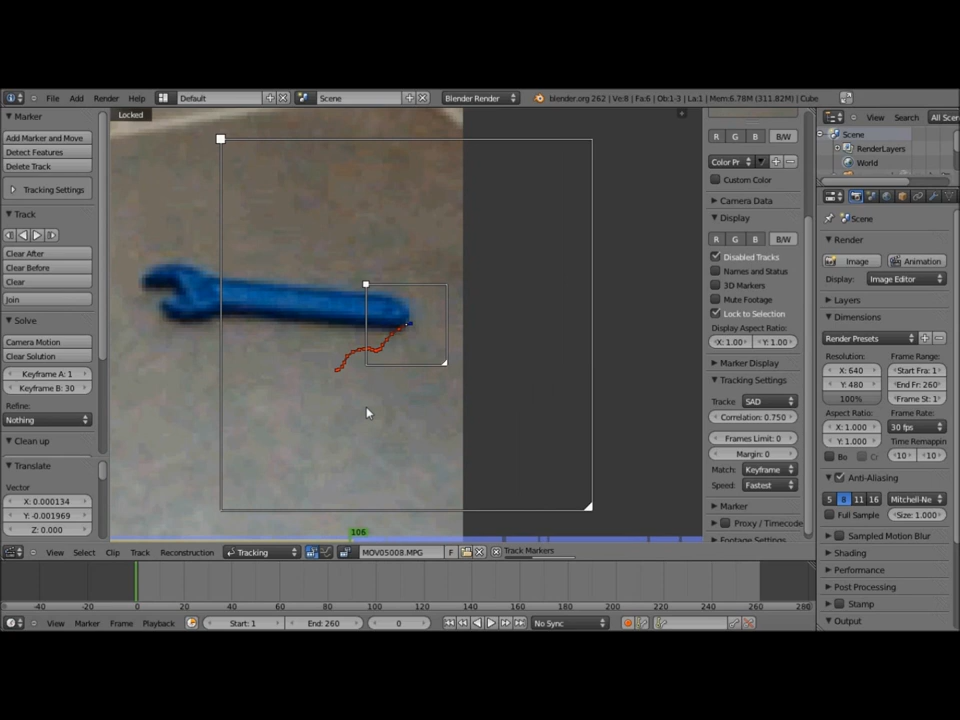 File Add Render Help Default Scene Blender Render blender.org 262 | Ve:8 | Fa:6 | Ob:1-3 | La:1 | Mem:6.78M (311.82M) | Cube
Marker
Add Marker and Move
Detect Features
Delete Track
Tracking Settings
Track
Clear After
Clear Before
Clear
Join
Solve
Camera Motion
Clear Solution
Keyframe A: 1
Keyframe B: 30
Refine:
Nothing
Clean up
Translate
Vector
X: 0.000134
Y: -0.001969
Z: 0.000
Locked
106
R G B B/W
Color Pr
Custom Color
Camera Data
Display
R G B B/W
Disabled Tracks
Names and Status
3D Markers
Mute Footage
Lock to Selection
Display Aspect Ratio:
X: 1.00 Y: 1.00
Marker Display
Tracking Settings
Tracke SAD
Correlation: 0.750
Frames Limit: 0
Margin: 0
Match: Keyframe
Speed: Fastest
Marker
Proxy / Timecode
Footage Settings
View Search All Scen
Scene
RenderLayers
World
Scene
Render
Image Animation
Display: Image Editor
Layers
Dimensions
Render Presets
Resolution: Frame Range:
X: 640 Start Fra: 1
Y: 480 End Fr: 260
100% Frame St: 1
Aspect Ratio: Frame Rate:
X: 1.000 30 fps
Y: 1.000 Time Remappin
Bo Cr 10 10
Anti-Aliasing
5 8 11 16 Mitchell-Ne
Full Sample Size: 1.000
Sampled Motion Blur
Shading
Performance
Post Processing
Stamp
Output
View Select Clip Track Reconstruction Tracking MOV05008.MPG F Track Markers
-40 -20 0 20 40 60 80 100 120 140 160 180 200 220 240 260 280
View Marker Frame Playback Start: 1 End: 260 0 No Sync